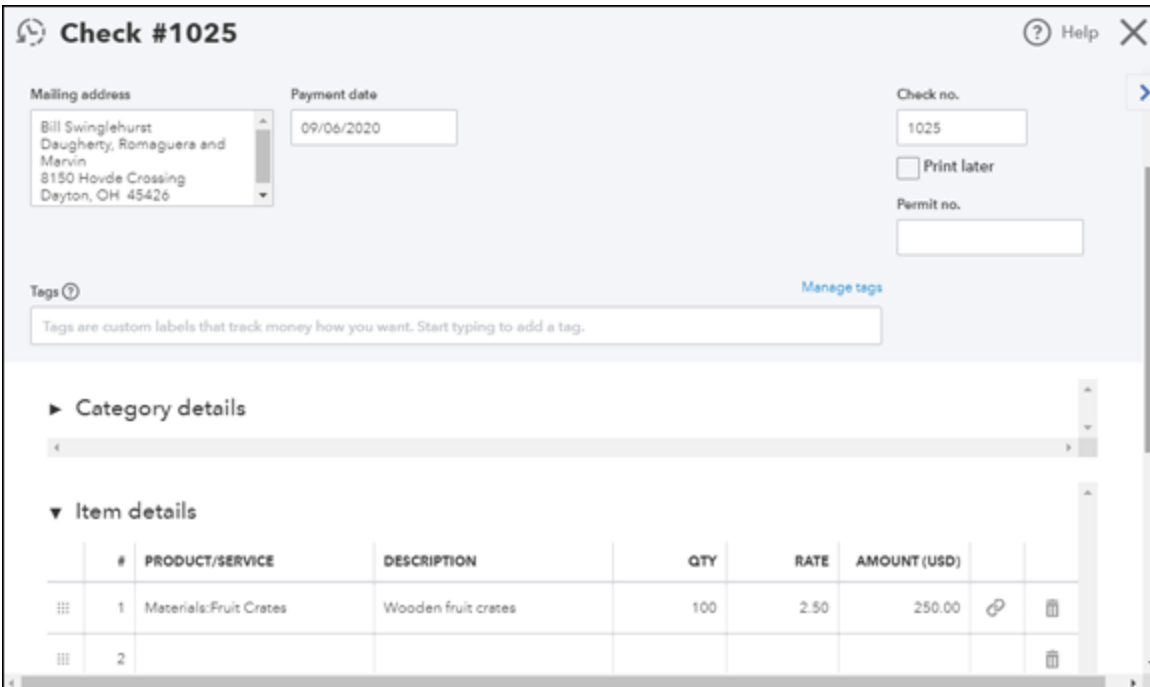 Check #1025
Help
Mailing address
Payment date
Check no.
Bill Swinglehurst
Daugherty, Romaguera and
Marvin
8150 Hovde Crossing
Dayton, OH 45426
09/06/2020
1025
Print later
Permit no.
Tags
Manage tags
Tags are custom labels that track money how you want. Start typing to add a tag.
Category details
Item details
# PRODUCT/SERVICE DESCRIPTION QTY RATE AMOUNT (USD)
1 Materials:Fruit Crates Wooden fruit crates 100 2.50 250.00
2